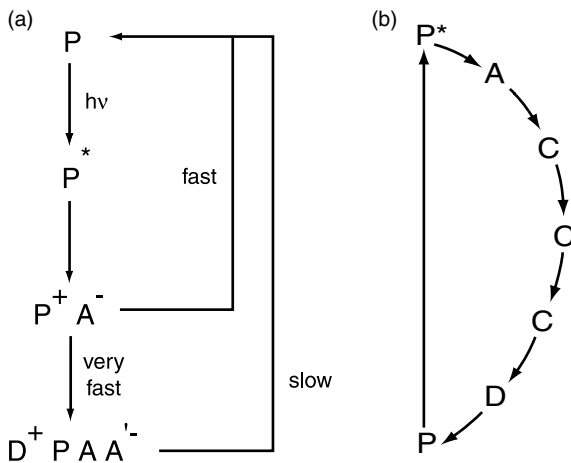 (a)
P
hν
P*
fast
P⁺ A⁻
very
fast
slow
D⁺ P A A'⁻
(b)
P*
A
C
C
C
D
P